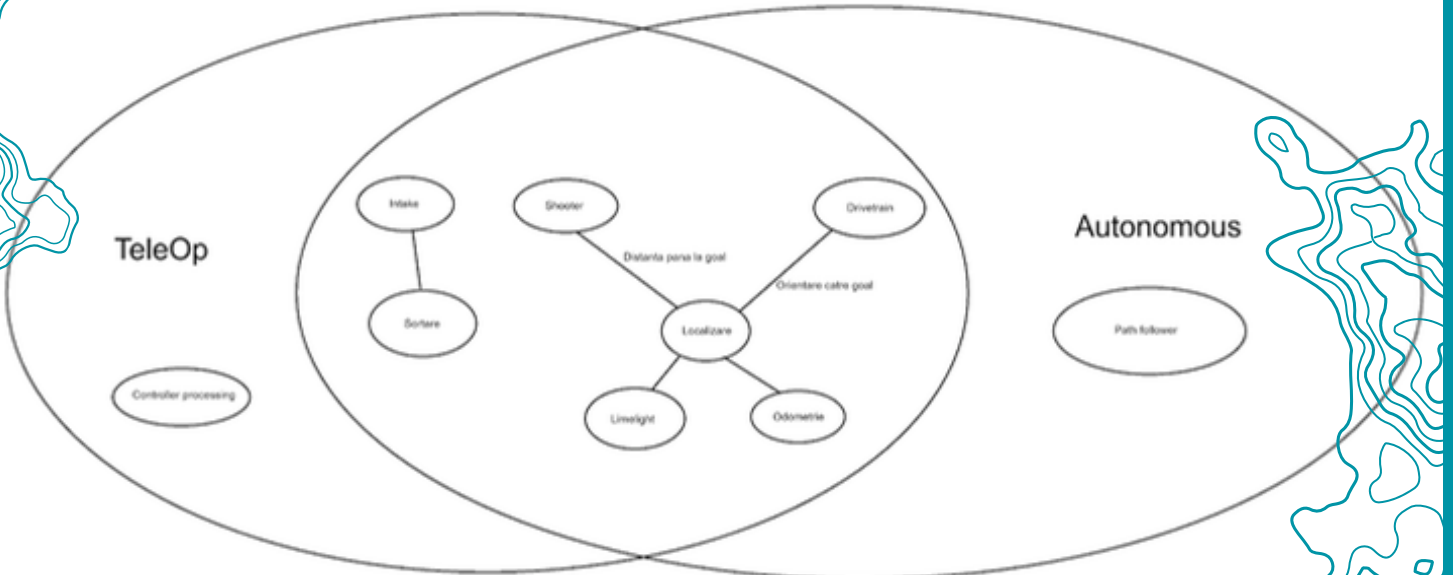 TeleOp
Controller processing
Intake
Sortare
Shooter
Distanta pana la goal
Drivetrain
Orientare catre goal
Localizare
Limelight
Odometrie
Autonomous
Path follower